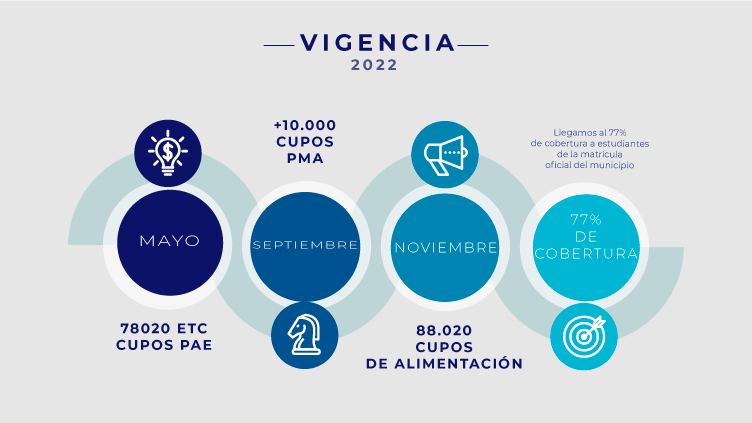 VIGENCIA
2022
MAYO
78020 ETC
CUPOS PAE
+10.000
CUPOS
PMA
SEPTIEMBRE
NOVIEMBRE
88.020
CUPOS
DE ALIMENTACIÓN
Llegamos al 77%
de cobertura a estudiantes
de la matrícula
oficial del municipio
77%
DE
COBERTURA